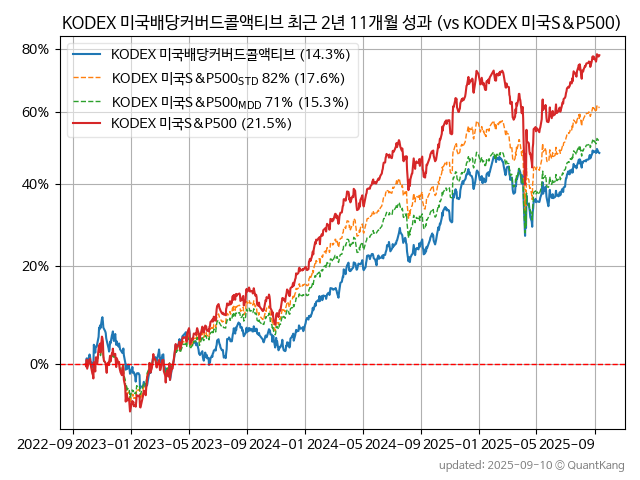 KODEX 미국배당커버드콜액티브 최근 2년 11개월 성과 (vs KODEX 미국S&P500)
80%
60%
40%
20%
0%
KODEX 미국배당커버드콜액티브 (14.3%)
KODEX 미국S&P500STD 82% (17.6%)
KODEX 미국S&P500MDD 71% (15.3%)
KODEX 미국S&P500 (21.5%)
2022-09 2023-01 2023-05 2023-09 2024-01 2024-05 2024-09 2025-01 2025-05 2025-09
updated: 2025-09-10 © QuantKang